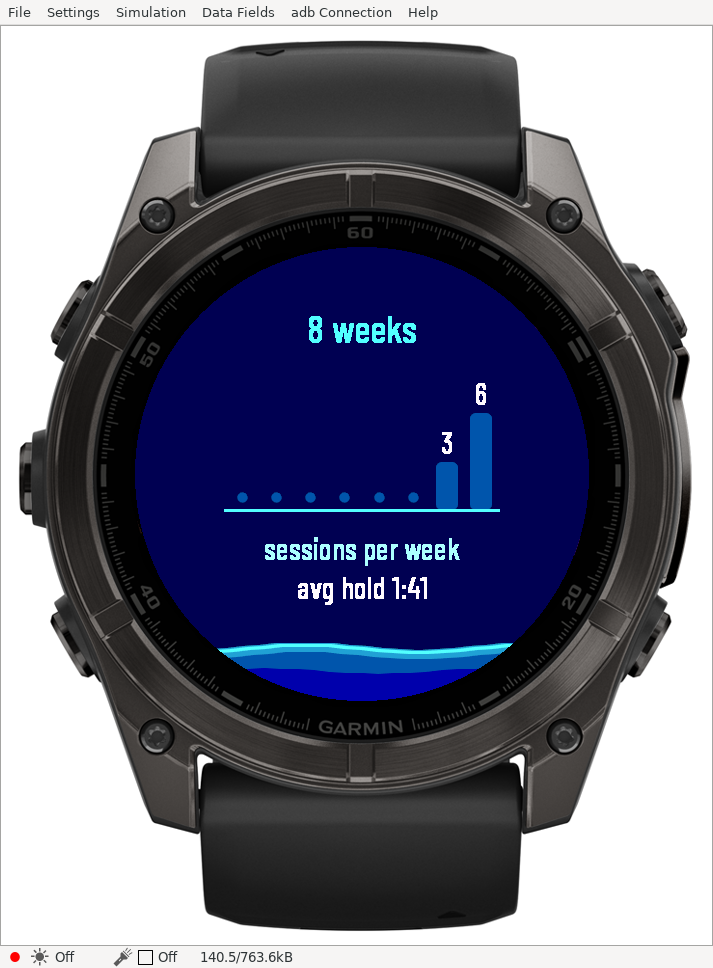 File Settings Simulation Data Fields adb Connection Help
60
50
8 weeks
6
3
sessions per week
avg hold 1:41
40
20
GARMIN
Off Off 140.5/763.6kB